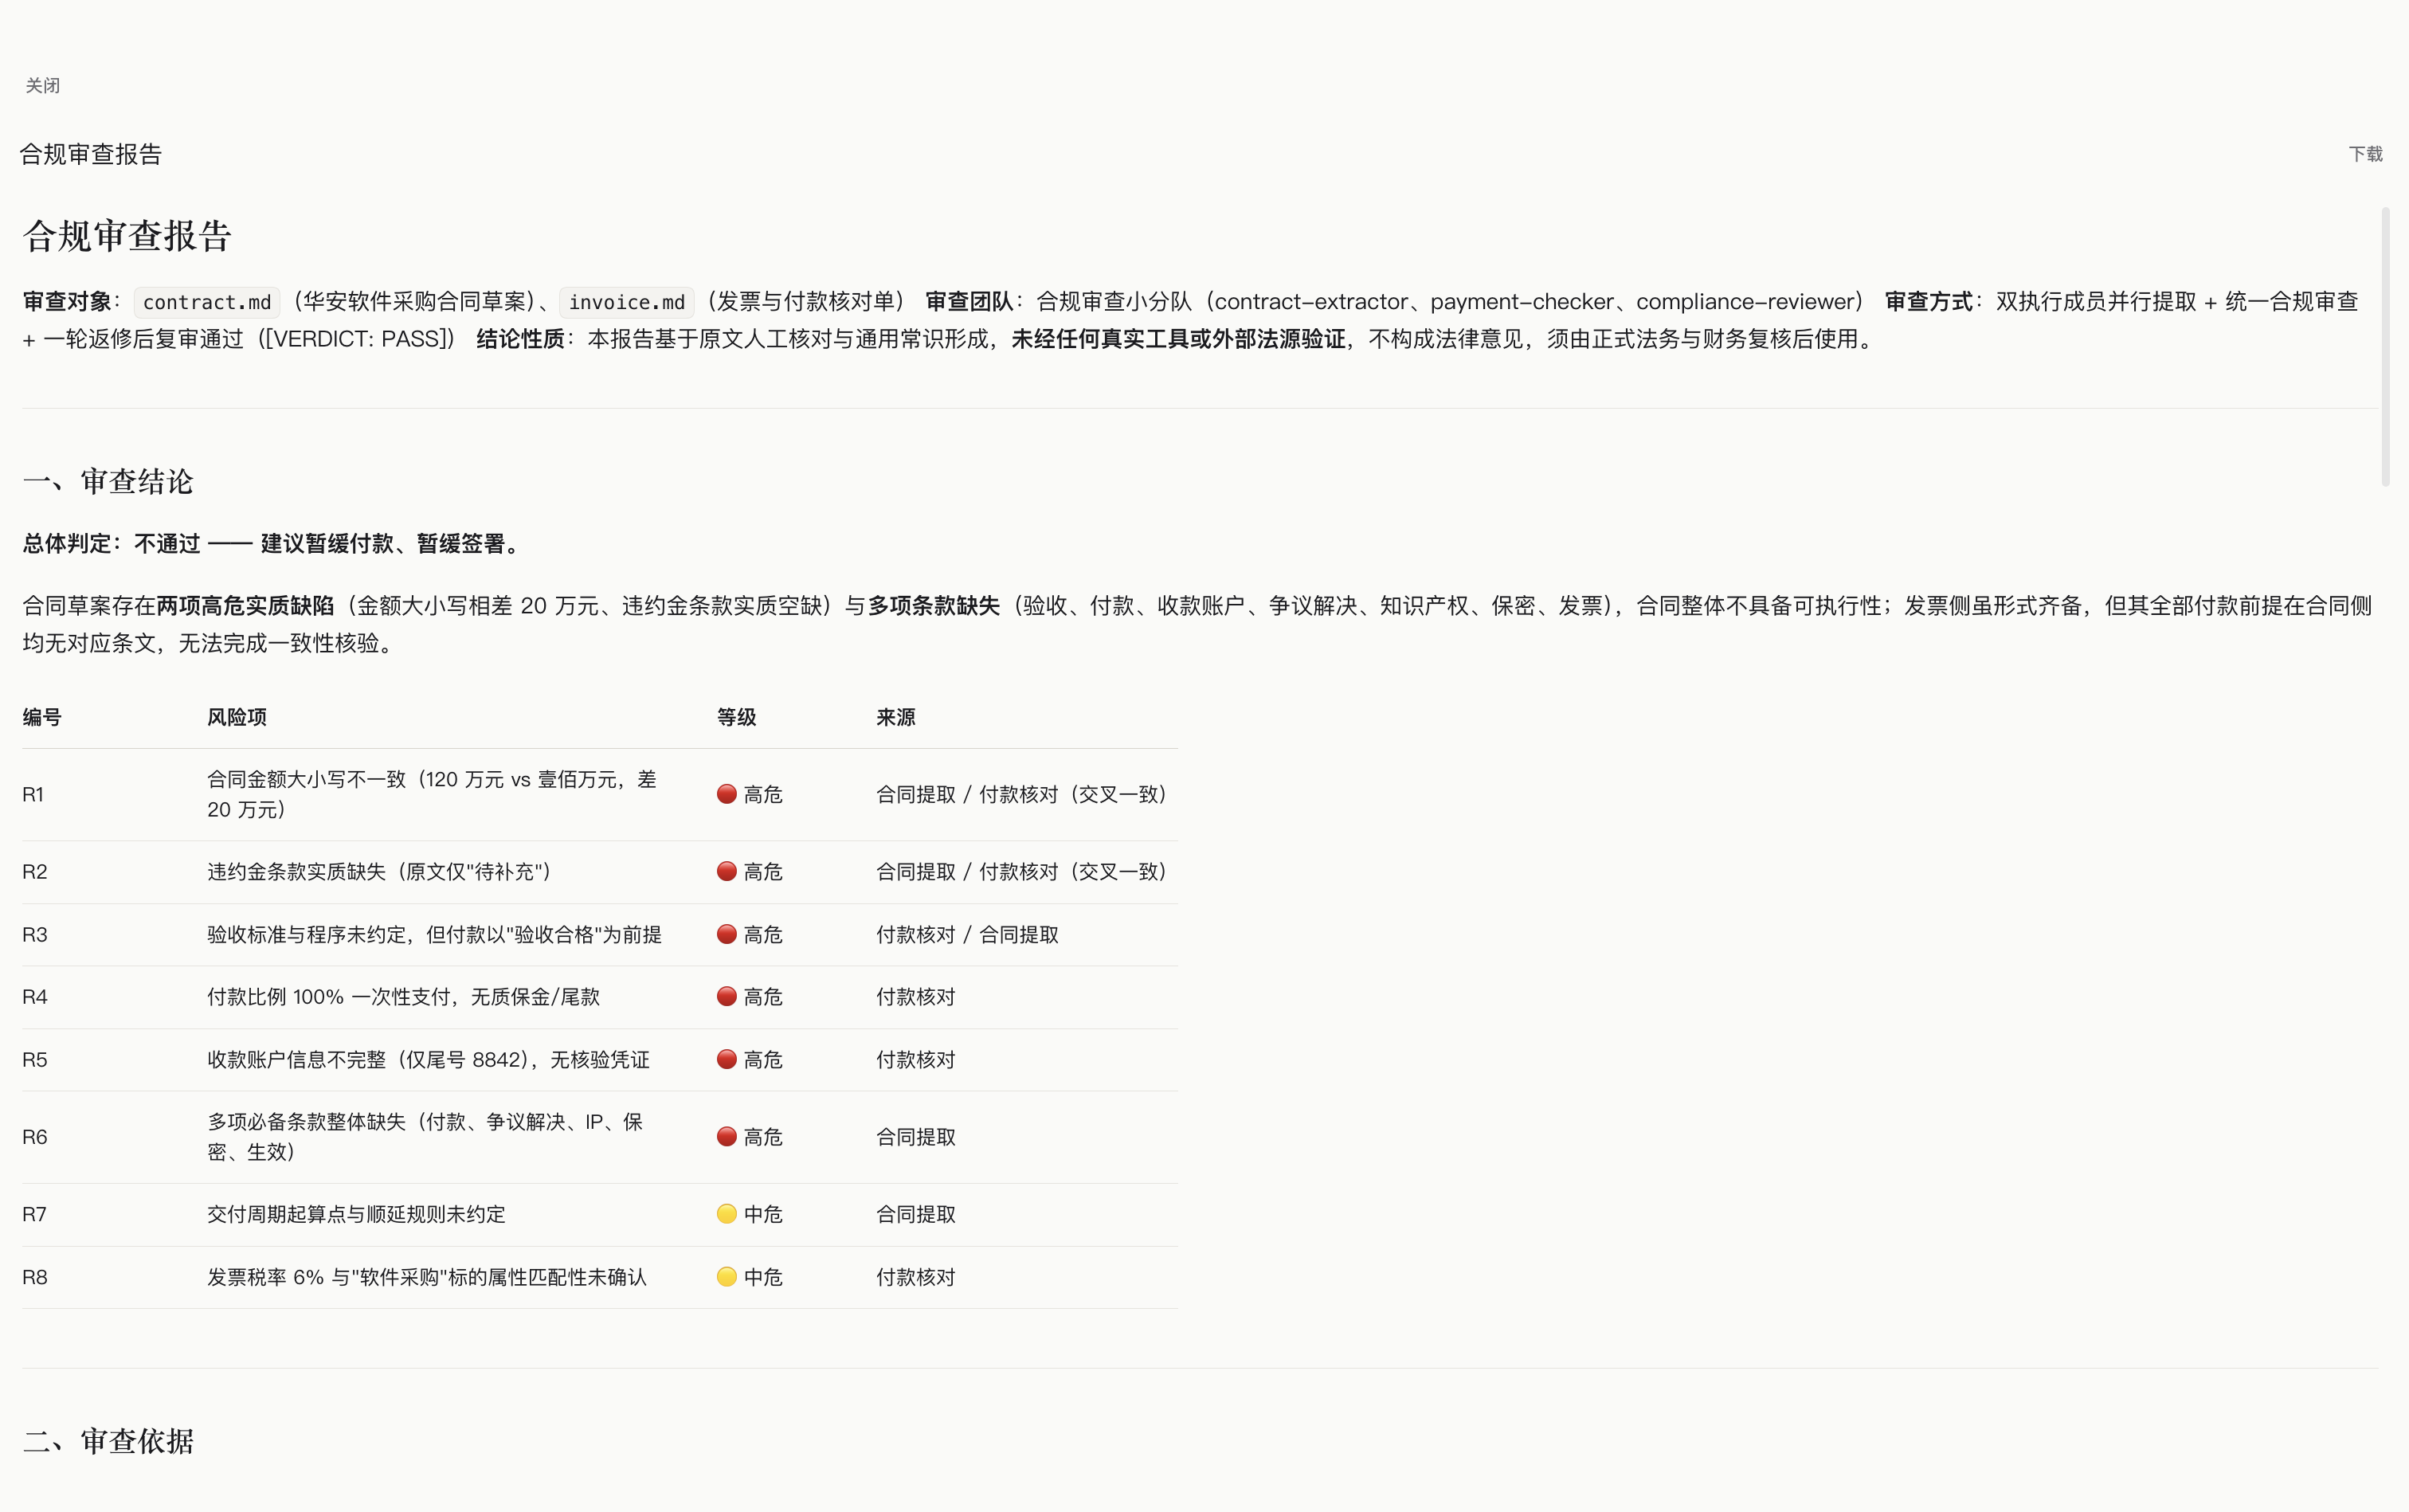 关闭
合规审查报告
下载
合规审查报告
审查对象： contract.md （华安软件采购合同草案）、 invoice.md （发票与付款核对单） 审查团队：合规审查小分队（contract-extractor、payment-checker、compliance-reviewer） 审查方式：双执行成员并行提取 + 统一合规审查
+ 一轮返修后复审通过（[VERDICT: PASS]） 结论性质：本报告基于原文人工核对与通用常识形成，未经任何真实工具或外部法源验证，不构成法律意见，须由正式法务与财务复核后使用。
一、审查结论
总体判定：不通过 —— 建议暂缓付款、暂缓签署。
合同草案存在两项高危实质缺陷（金额大小写相差 20 万元、违约金条款实质空缺）与多项条款缺失（验收、付款、收款账户、争议解决、知识产权、保密、发票），合同整体不具备可执行性；发票侧虽形式齐备，但其全部付款前提在合同侧
均无对应条文，无法完成一致性核验。
编号 风险项 等级 来源
R1 合同金额大小写不一致（120 万元 vs 壹佰万元，差
20 万元） 🔴 高危 合同提取 / 付款核对（交叉一致）
R2 违约金条款实质缺失（原文仅"待补充"） 🔴 高危 合同提取 / 付款核对（交叉一致）
R3 验收标准与程序未约定，但付款以"验收合格"为前提 🔴 高危 付款核对 / 合同提取
R4 付款比例 100% 一次性支付，无质保金/尾款 🔴 高危 付款核对
R5 收款账户信息不完整（仅尾号 8842），无核验凭证 🔴 高危 付款核对
R6 多项必备条款整体缺失（付款、争议解决、IP、保
密、生效） 🔴 高危 合同提取
R7 交付周期起算点与顺延规则未约定 🟡 中危 合同提取
R8 发票税率 6% 与"软件采购"标的属性匹配性未确认 🟡 中危 付款核对
二、审查依据